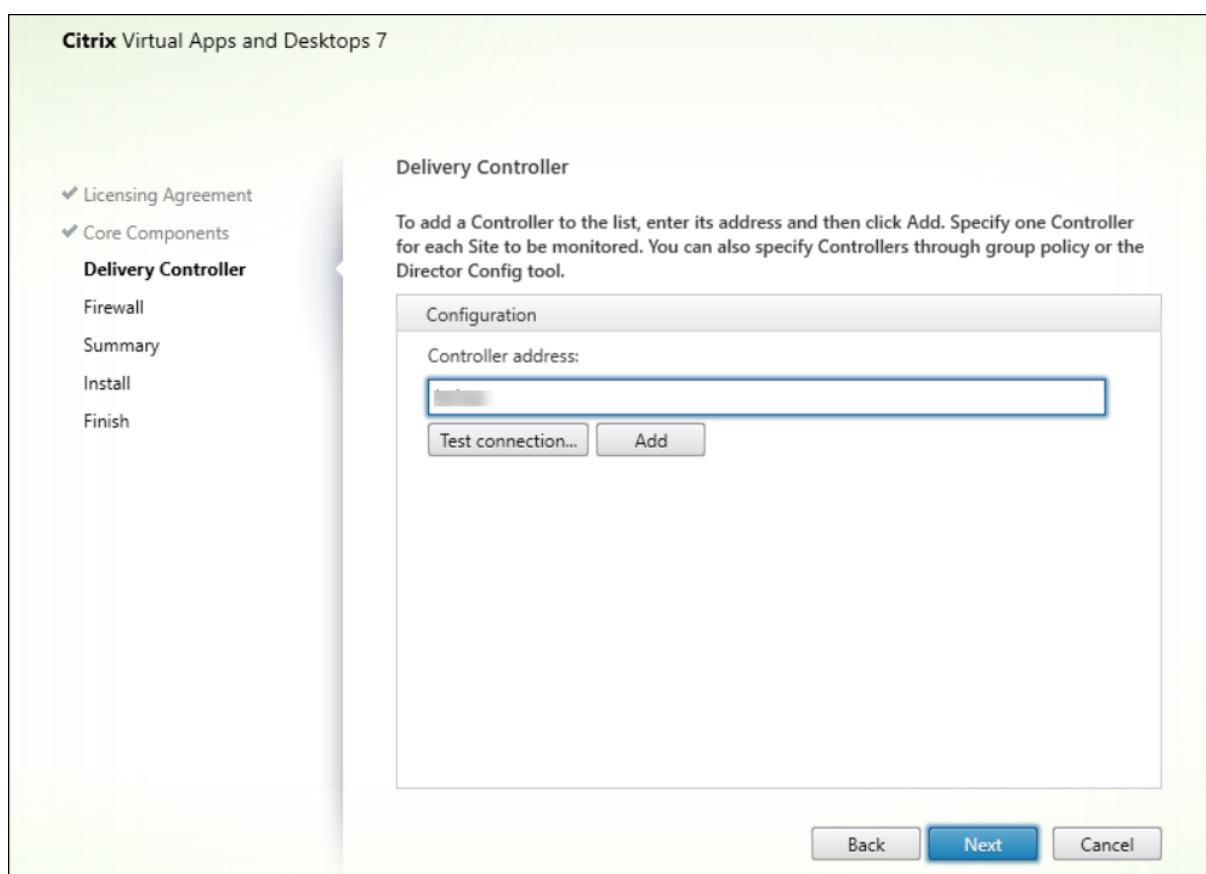 Citrix Virtual Apps and Desktops 7
Licensing Agreement
Core Components
Delivery Controller
Firewall
Summary
Install
Finish
Delivery Controller
To add a Controller to the list, enter its address and then click Add. Specify one Controller
for each Site to be monitored. You can also specify Controllers through group policy or the
Director Config tool.
Configuration
Controller address:
Test connection...
Add
Back
Next
Cancel